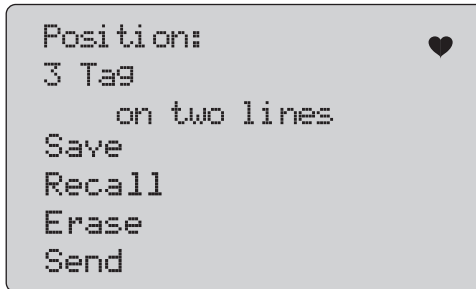 Position:
3 Tag
on two lines
Save
Recall
Erase
Send